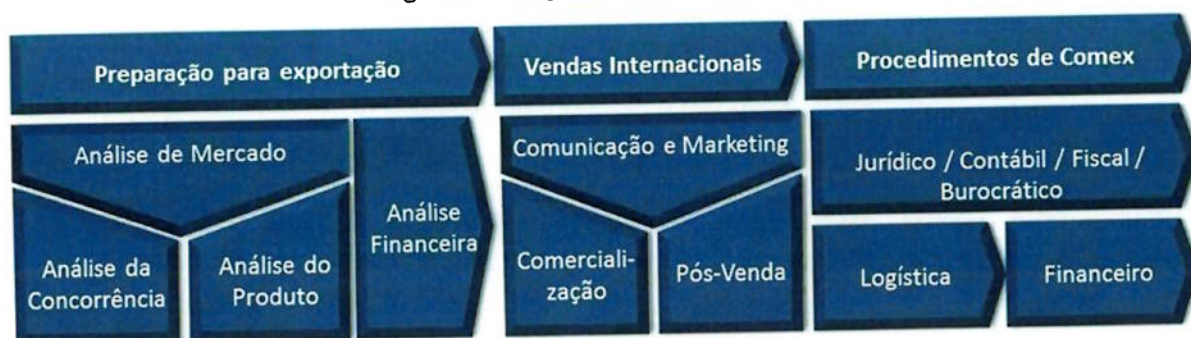 Preparação para exportação
Vendas Internacionais
Procedimentos de Comex
Análise de Mercado
Análise da
Concorrência
Análise do
Produto
Análise
Financeira
Comunicação e Marketing
Comerciali-
zação
Pós-Venda
Jurídico / Contábil / Fiscal /
Burocrático
Logística
Financeiro